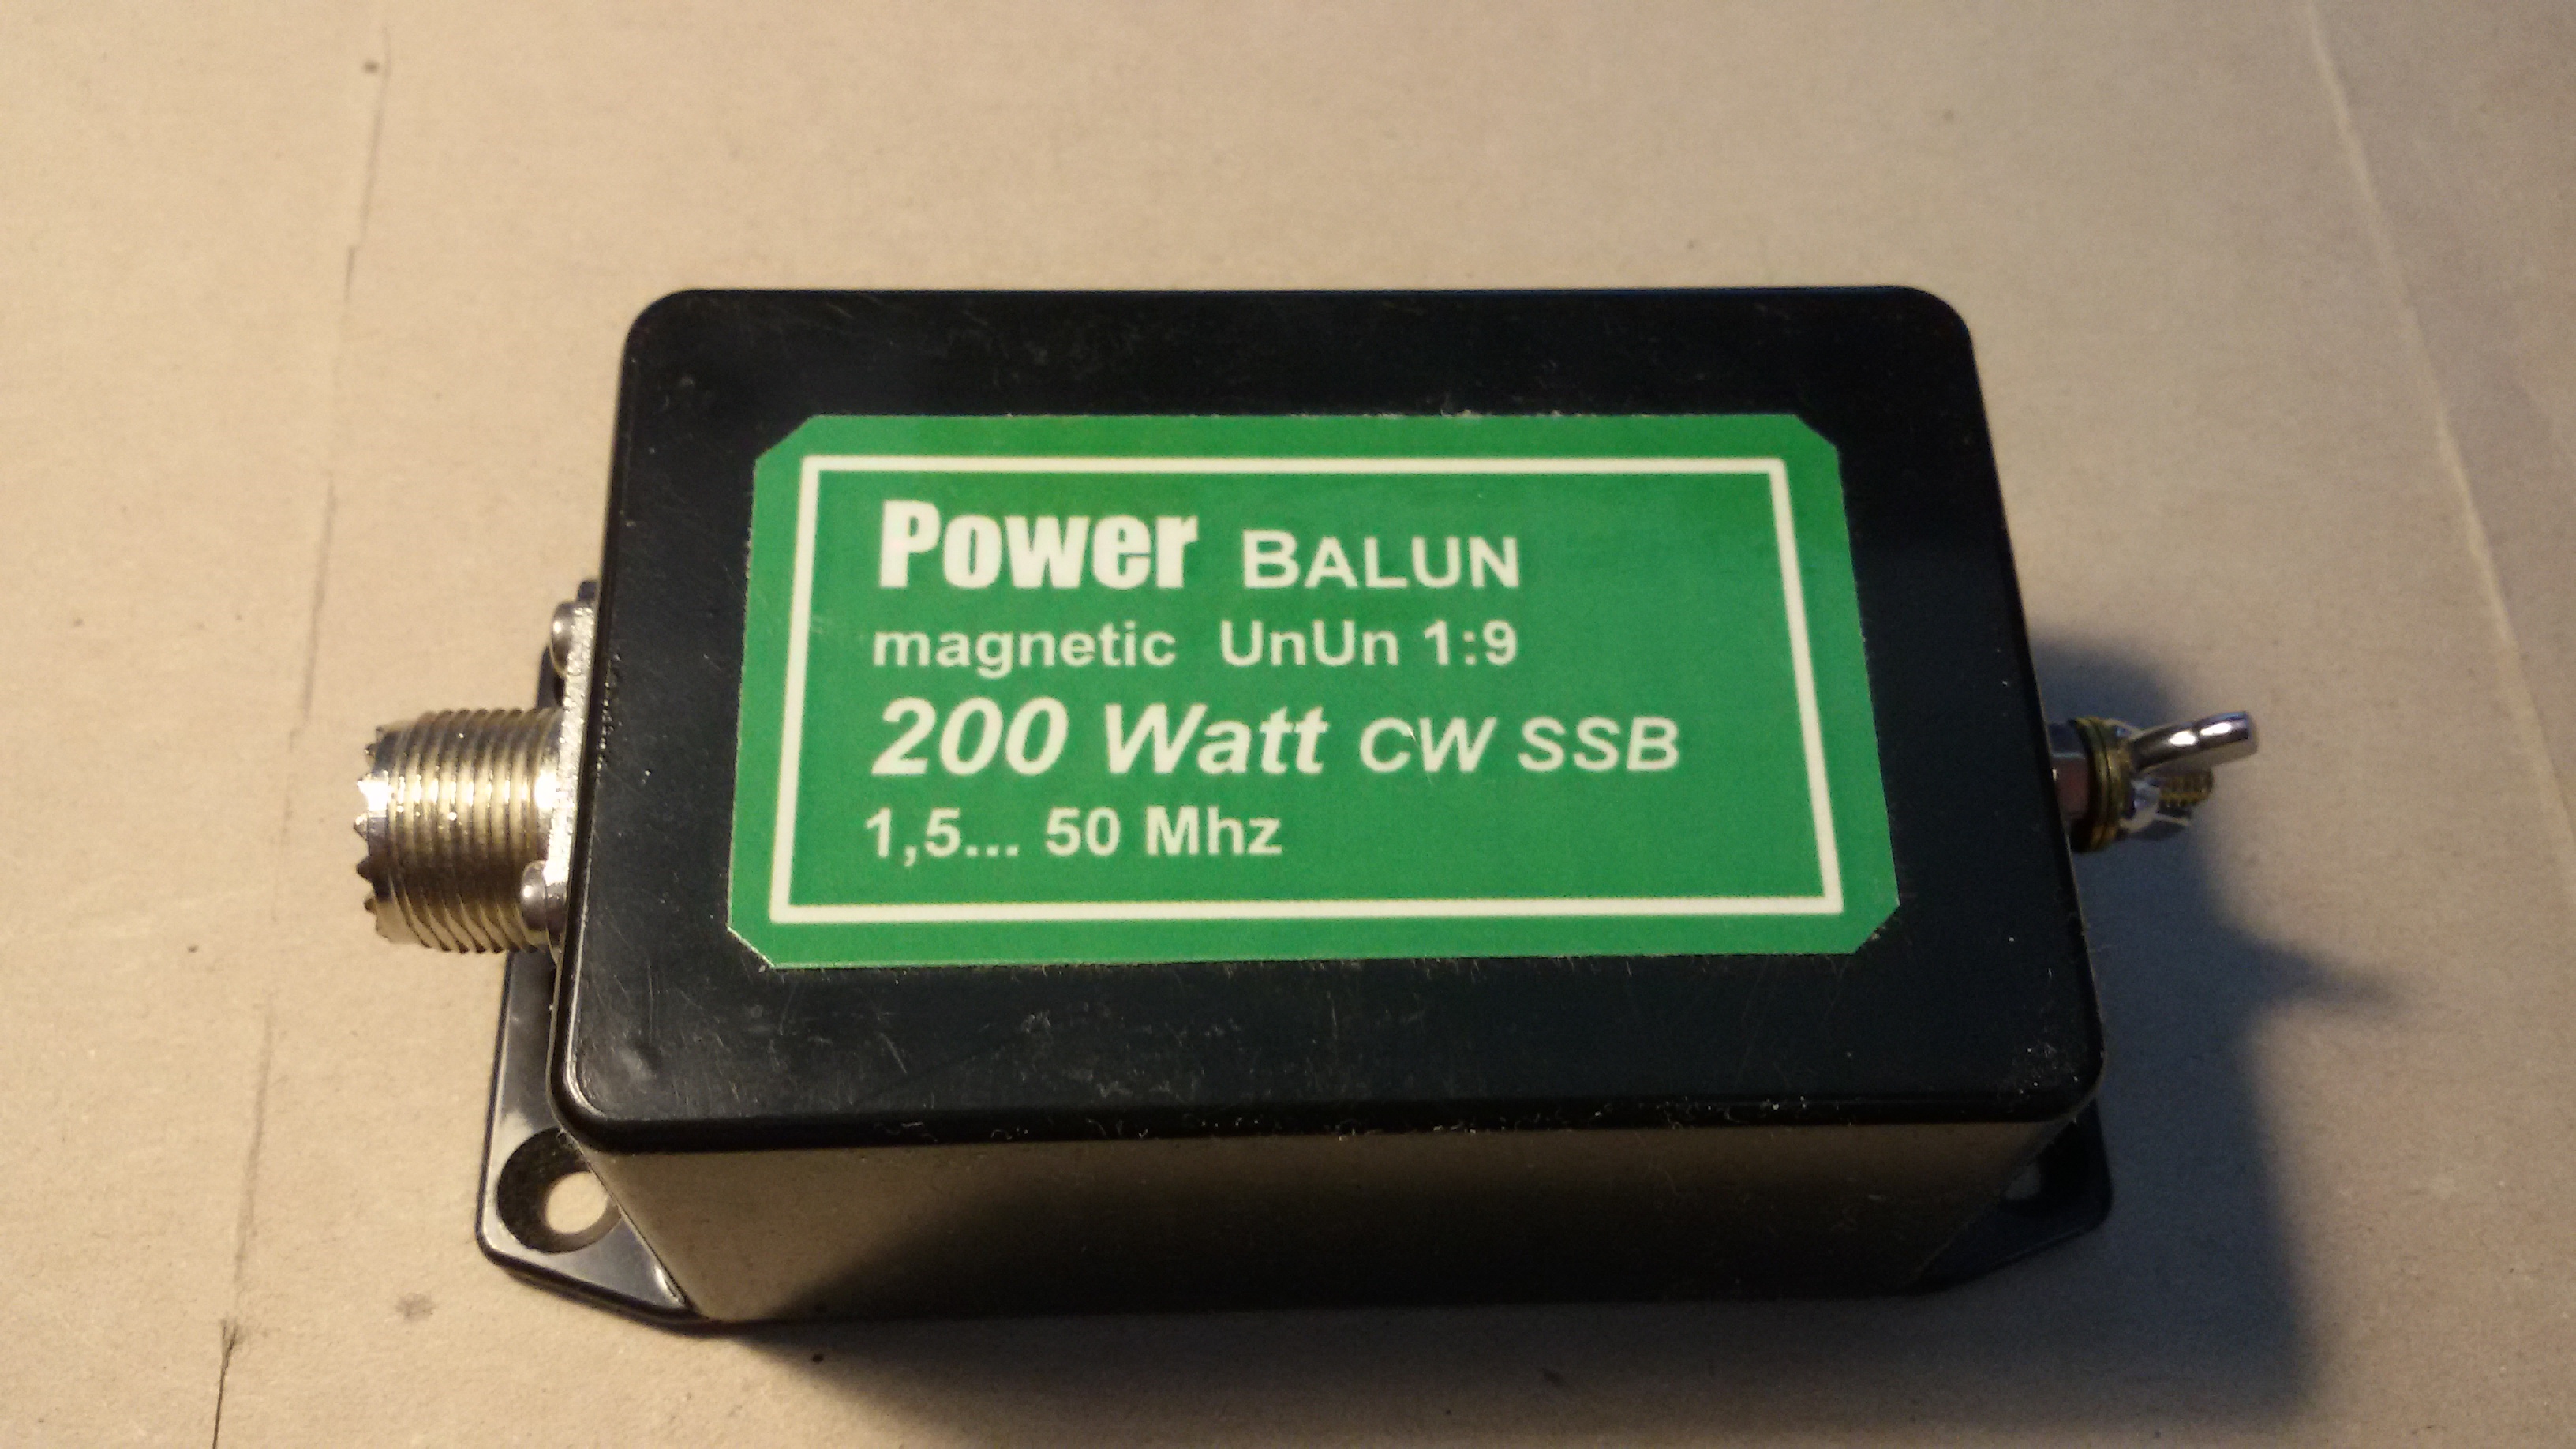 Power BALUN
magnetic UnUn 1:9
200 Watt CW SSB
1,5... 50 Mhz